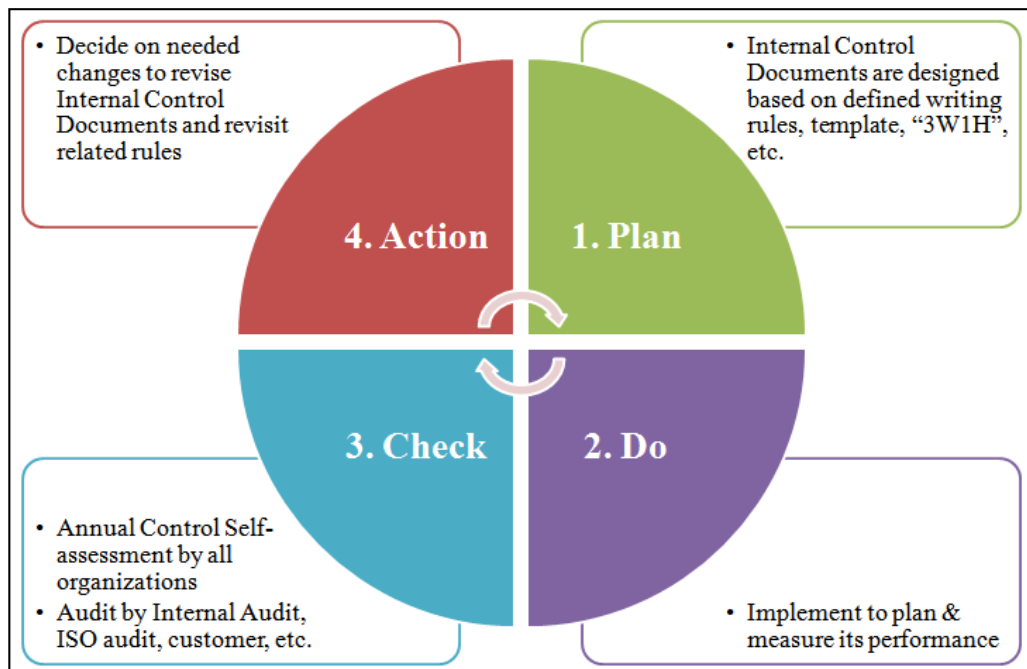 • Decide on needed
changes to revise
Internal Control
Documents and revisit
related rules
• Internal Control
Documents are designed
based on defined writing
rules, template, “3W1H”,
etc.
4. Action
1. Plan
3. Check
2. Do
• Annual Control Self-
assessment by all
organizations
• Audit by Internal Audit,
ISO audit, customer, etc.
• Implement to plan &
measure its performance